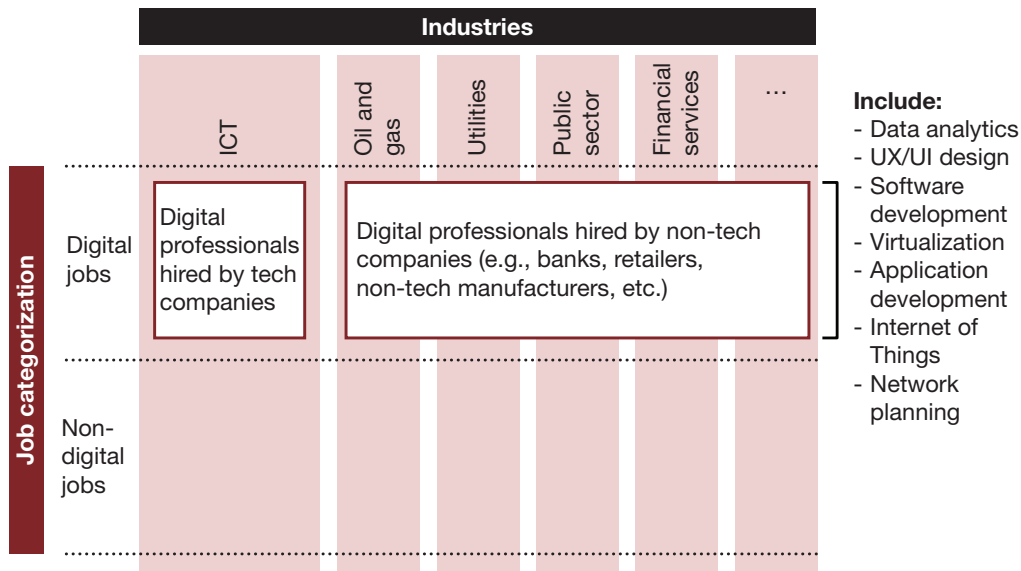 Industries
ICT
Oil and
gas
Utilities
Public
sector
Financial
services
...
Job categorization
Digital
jobs
Digital
professionals
hired by tech
companies
Digital professionals hired by non-tech
companies (e.g., banks, retailers,
non-tech manufacturers, etc.)
Non-
digital
jobs
Include:
- Data analytics
- UX/UI design
- Software
development
- Virtualization
- Application
development
- Internet of
Things
- Network
planning